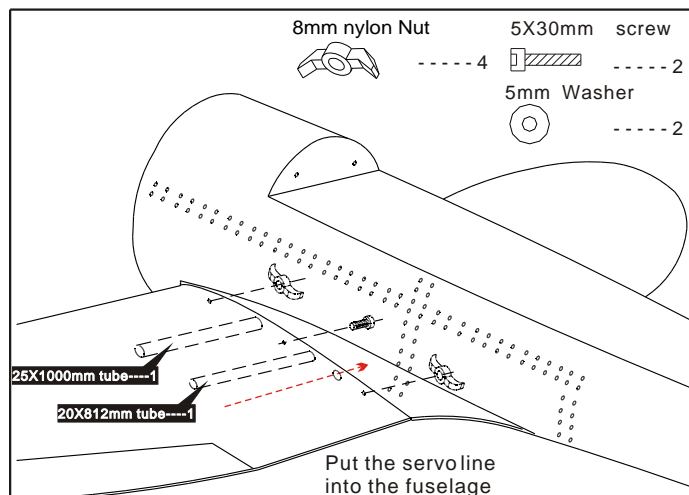 8mm nylon Nut
-----4
5X30mm screw
-----2
5mm Washer
-----2
25X1000mm tube----1
20X812mm tube----1
Put the servo line
into the fuselage